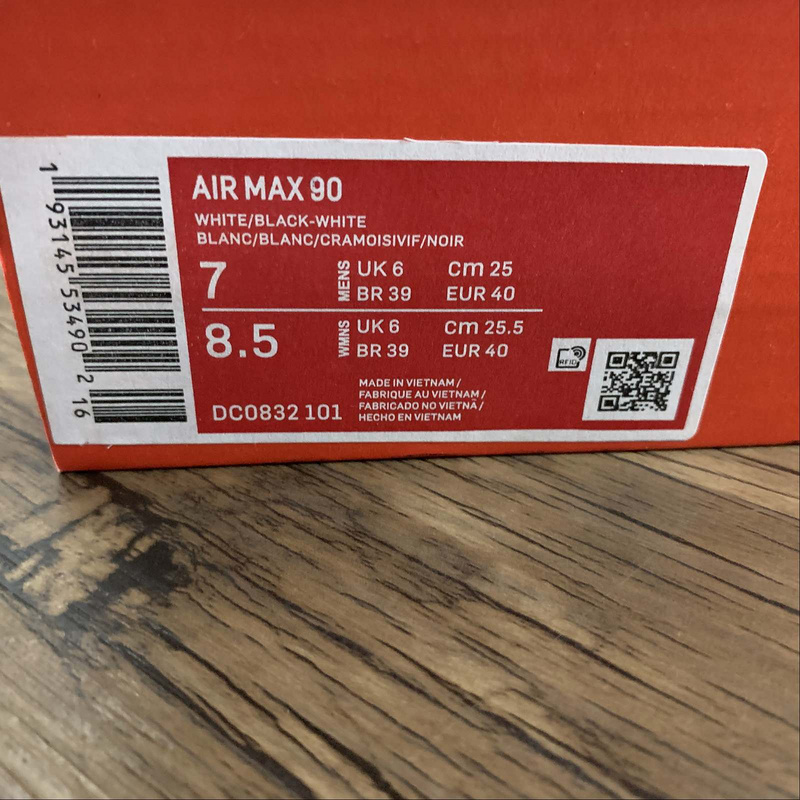 AIR MAX 90
WHITE/BLACK-WHITE
BLANC/BLANC/CRAMOISIVIF/NOIR
7 MENS UK 6 cm 25
BR 39 EUR 40
8.5 WMNS UK 6 cm 25.5
BR 39 EUR 40
RFID
MADE IN VIETNAM /
FABRIQUE AU VIETNAM /
FABRICADO NO VIETNÃ /
HECHO EN VIETNAM
DC0832 101
1 93145 53490 2 16